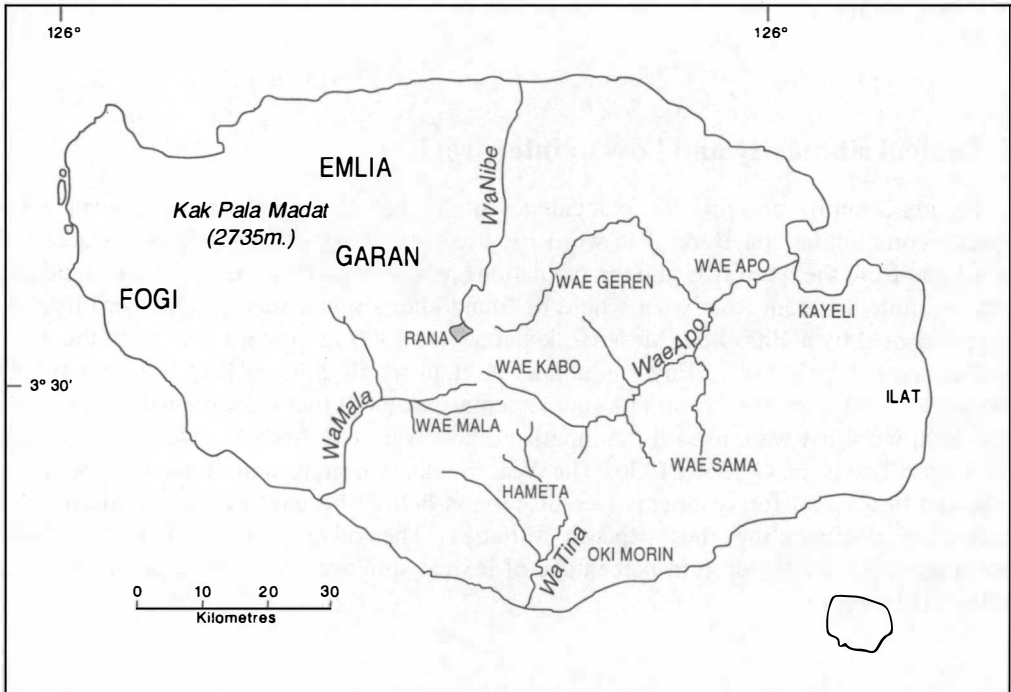 126°
126°
EMLIA
WaNibe
Kak Pala Madat
(2735m.)
GARAN
WAE APO
WAE GEREN
FOGI
KAYELI
RANA
WaeApo
WAE KABO
3° 30'
ILAT
WaMala
WAE MALA
WAE SAMA
HAMETA
OKI MORIN
WaTina
0 10 20 30
Kilometres